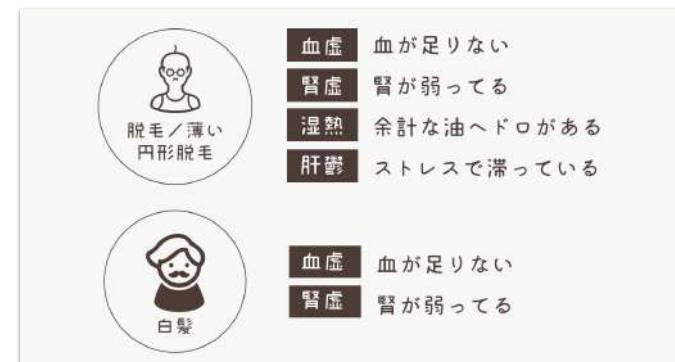 脱毛/薄い
円形脱毛
血虚 血が足りない
腎虚 腎が弱ってる
湿熱 余計な油ヘドロがある
肝鬱 ストレスで滞っている
白髪
血虚 血が足りない
腎虚 腎が弱ってる